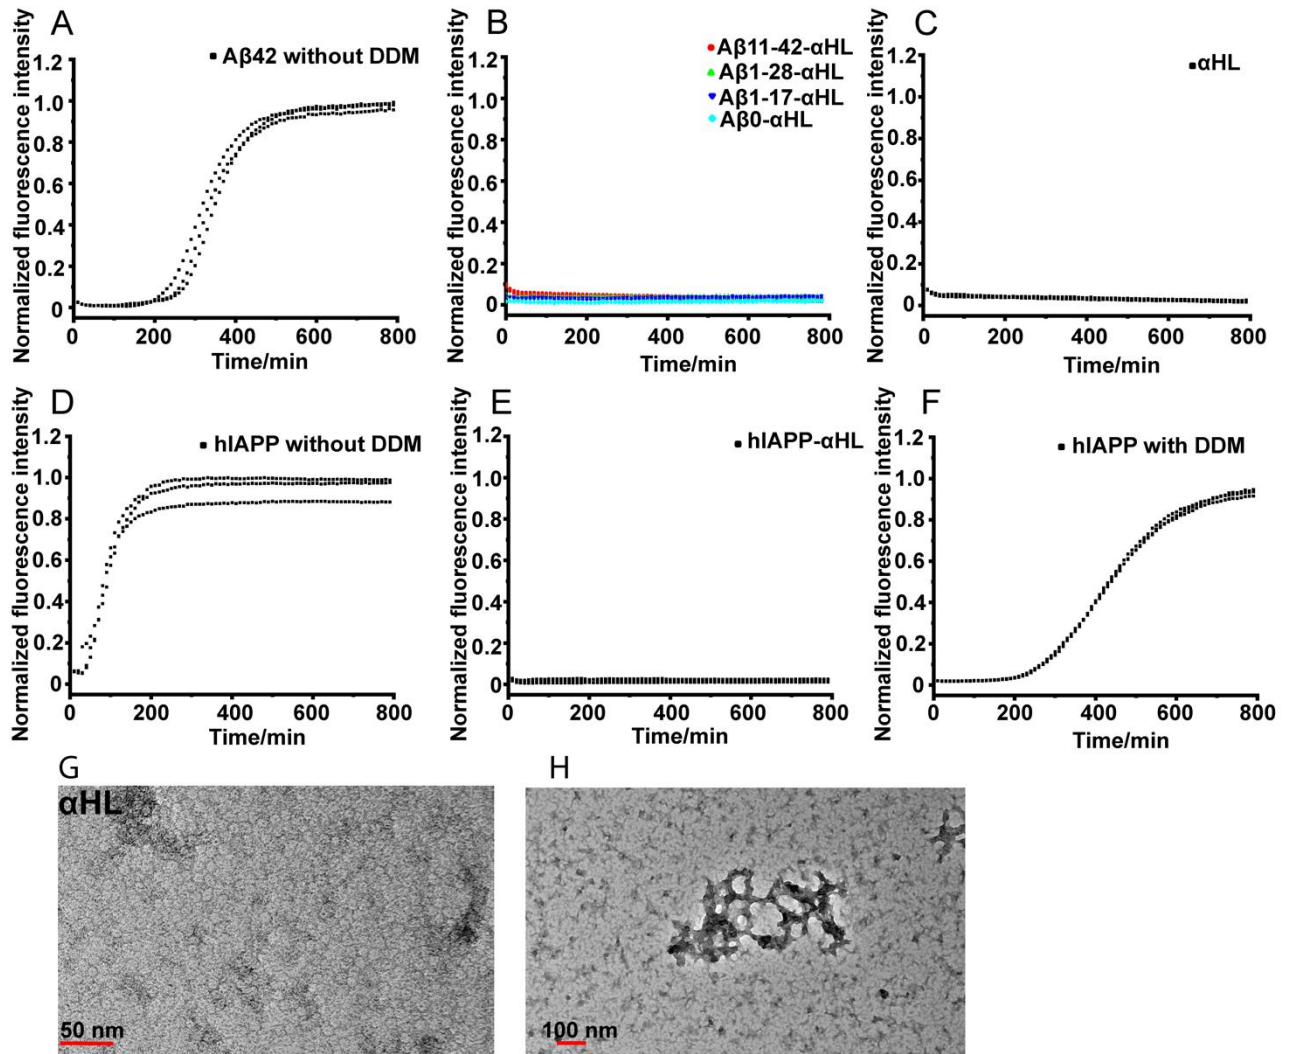 A
Normalized fluorescence intensity
1.2
1.0
0.8
0.6
0.4
0.2
0
Aβ42 without DDM
0
200
400
600
800
Time/min
B
Normalized fluorescence intensity
1.2
1.0
0.8
0.6
0.4
0.2
0
Aβ11-42-αHL
Aβ1-28-αHL
Aβ1-17-αHL
Aβ0-αHL
0
200
400
600
800
Time/min
C
Normalized fluorescence intensity
1.2
1.0
0.8
0.6
0.4
0.2
0
αHL
0
200
400
600
800
Time/min
D
Normalized fluorescence intensity
1.2
1.0
0.8
0.6
0.4
0.2
0
hIAPP without DDM
0
200
400
600
800
Time/min
E
Normalized fluorescence intensity
1.2
1.0
0.8
0.6
0.4
0.2
0
hIAPP-αHL
0
200
400
600
800
Time/min
F
Normalized fluorescence intensity
1.2
1.0
0.8
0.6
0.4
0.2
0
hIAPP with DDM
0
200
400
600
800
Time/min
G
αHL
50 nm
H
100 nm